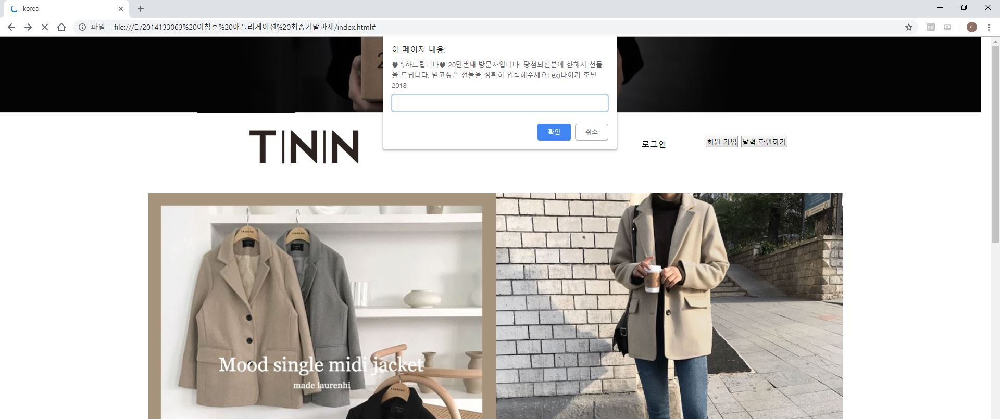 korea
파일
file:///E:/2014133063%20이창훈%20애플리케이션%20최종기말과제/index.html#
이
이 페이지 내용:
♥축하드립니다♥ 20만번째 방문자입니다! 당첨되신분에 한해서 선물
을 드립니다. 받고싶은 선물을 정확히 입력해주세요! ex)나이키 조던
2018
확인
취소
T|N|N
로그인
회원 가입
달력 확인하기
Mood single midi jacket
made laurenhi